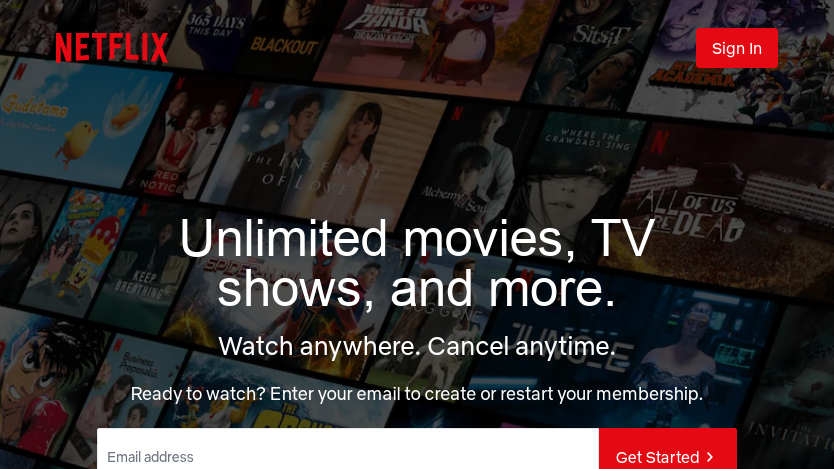 NETFLIX
Sign In
365 DAYS
THIS DAY
BLACKOUT
KUNG FU
PANDA
THE DRAGON KNIGHT
MY HERO
ACADEMIA
Gudetama
RED
NOTICE
THE INTEREST
OF LOVE
Alchemy
of Souls
WHERE THE
CRAWDADS SING
ALL OF US
ARE DEAD
KEEP
BREATHING
Unlimited movies, TV
shows, and more.
Watch anywhere. Cancel anytime.
Ready to watch? Enter your email to create or restart your membership.
Business
Proposal
INVITATION
Email address
Get Started